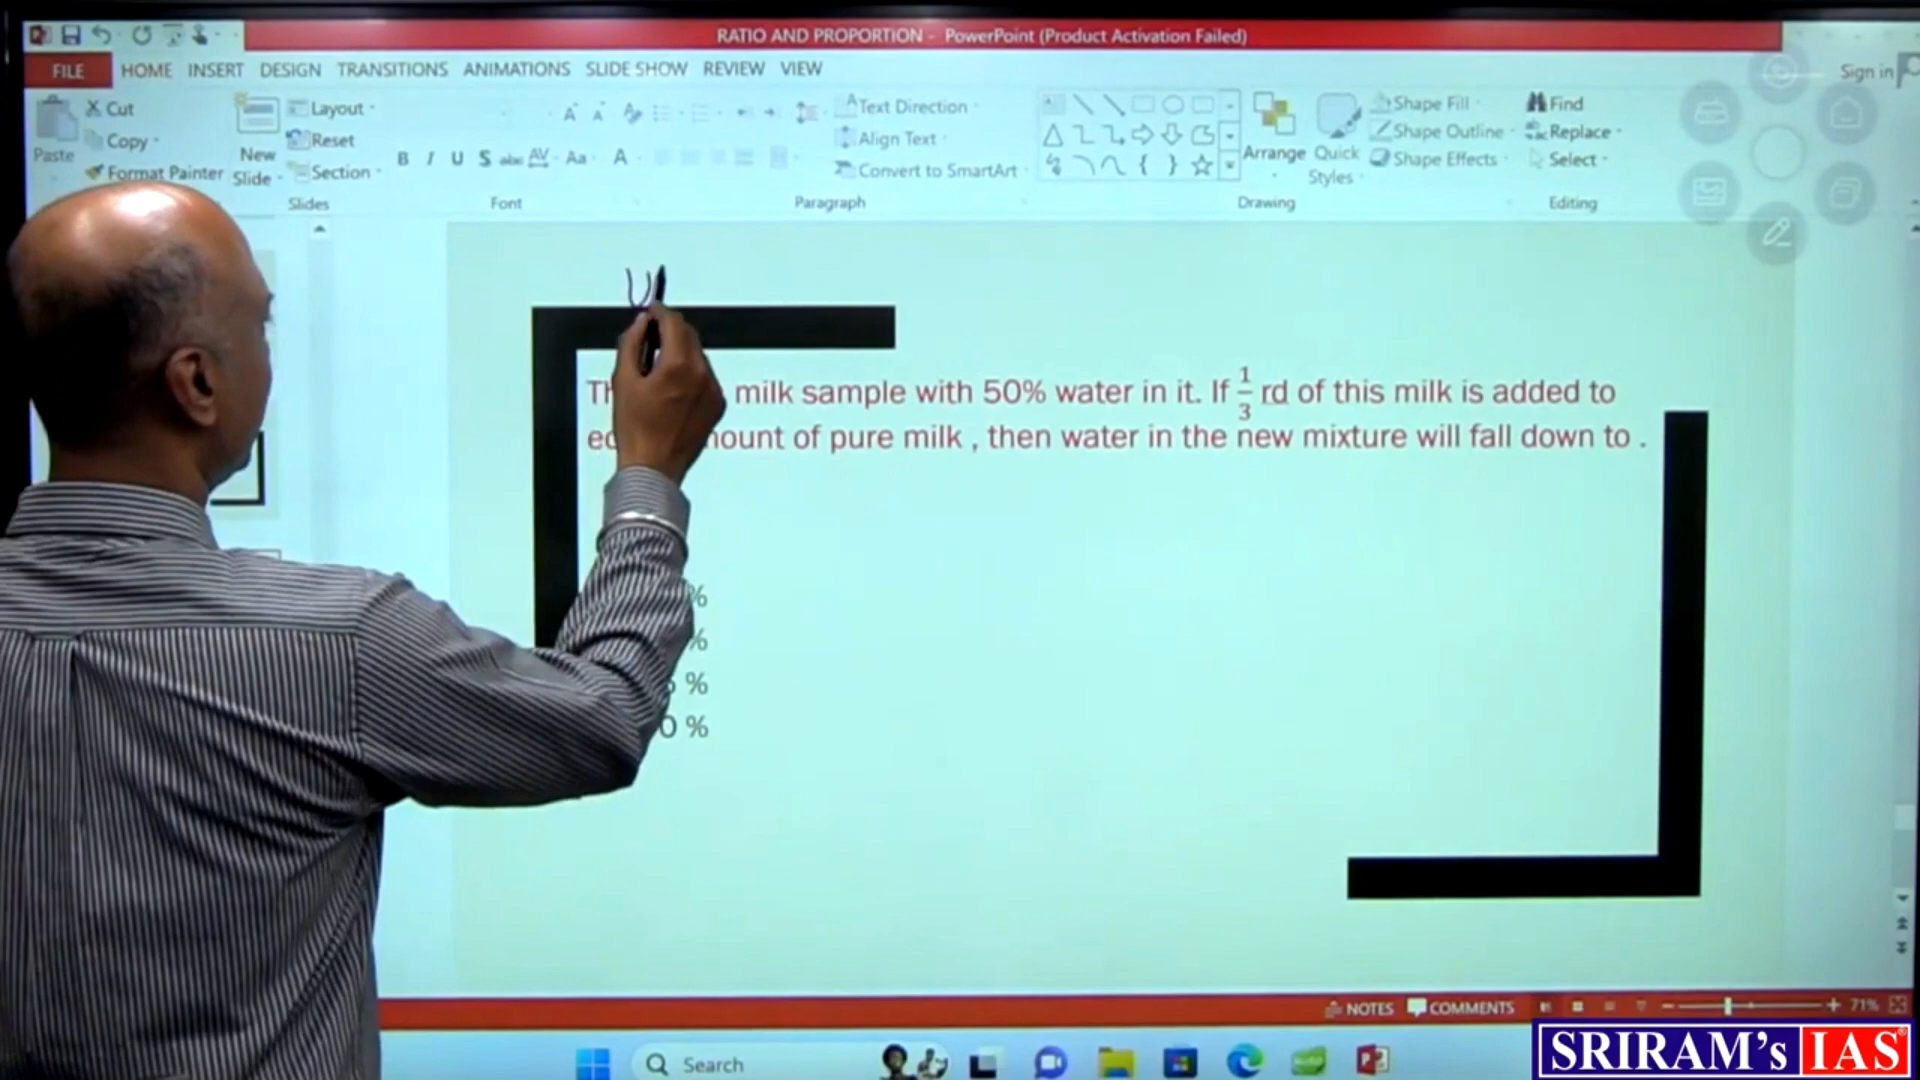 RATIO AND PROPORTION - PowerPoint (Product Activation Failed)
FILE HOME INSERT DESIGN TRANSITIONS ANIMATIONS SLIDE SHOW REVIEW VIEW
Sign in
Cut
Copy
Format Painter
Paste
New Slide
Layout
Reset
Section
Slides
B I U S abc AV Aa A
Font
Text Direction
Align Text
Convert to SmartArt
Paragraph
Arrange
Quick Styles
Shape Fill
Shape Outline
Shape Effects
Drawing
Find
Replace
Select
Editing
milk sample with 50% water in it. If 1/3 rd of this milk is added to
of pure milk , then water in the new mixture will fall down to .
%
%
%
0 %
NOTES COMMENTS 71%
Search
SRIRAM's IAS